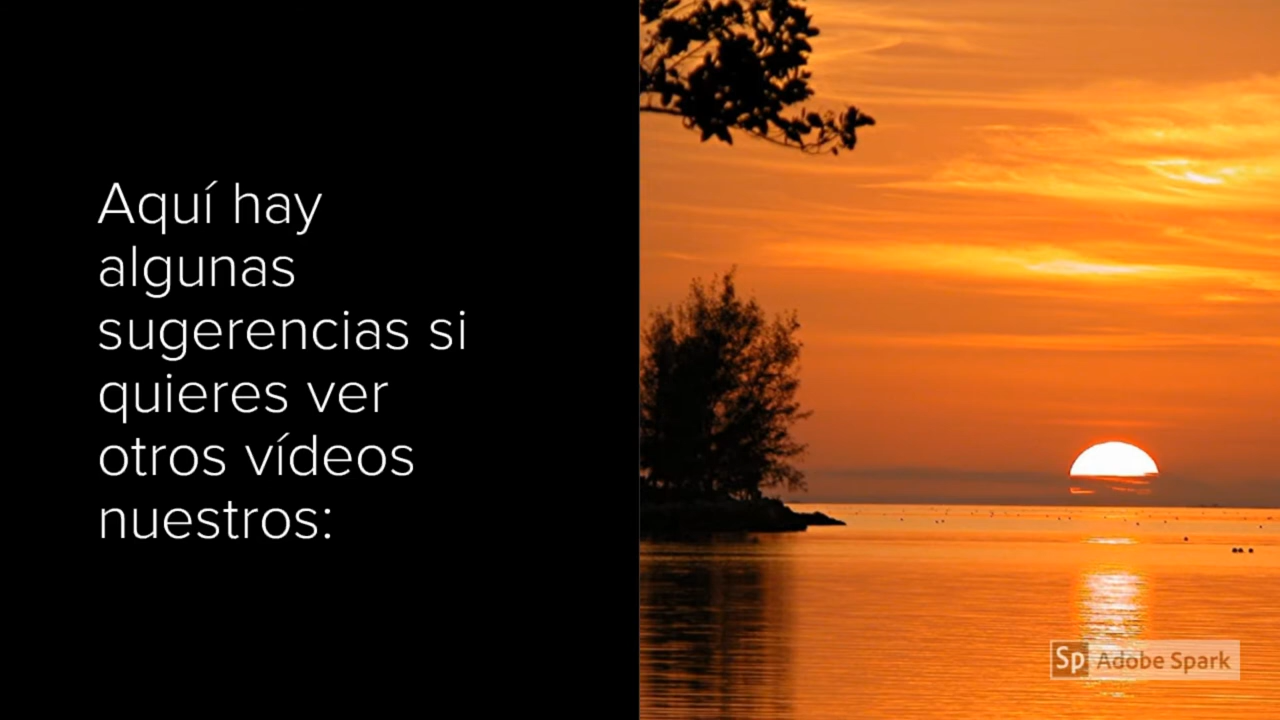 Aquí hay
algunas
sugerencias si
quieres ver
otros vídeos
nuestros:
Sp Adobe Spark